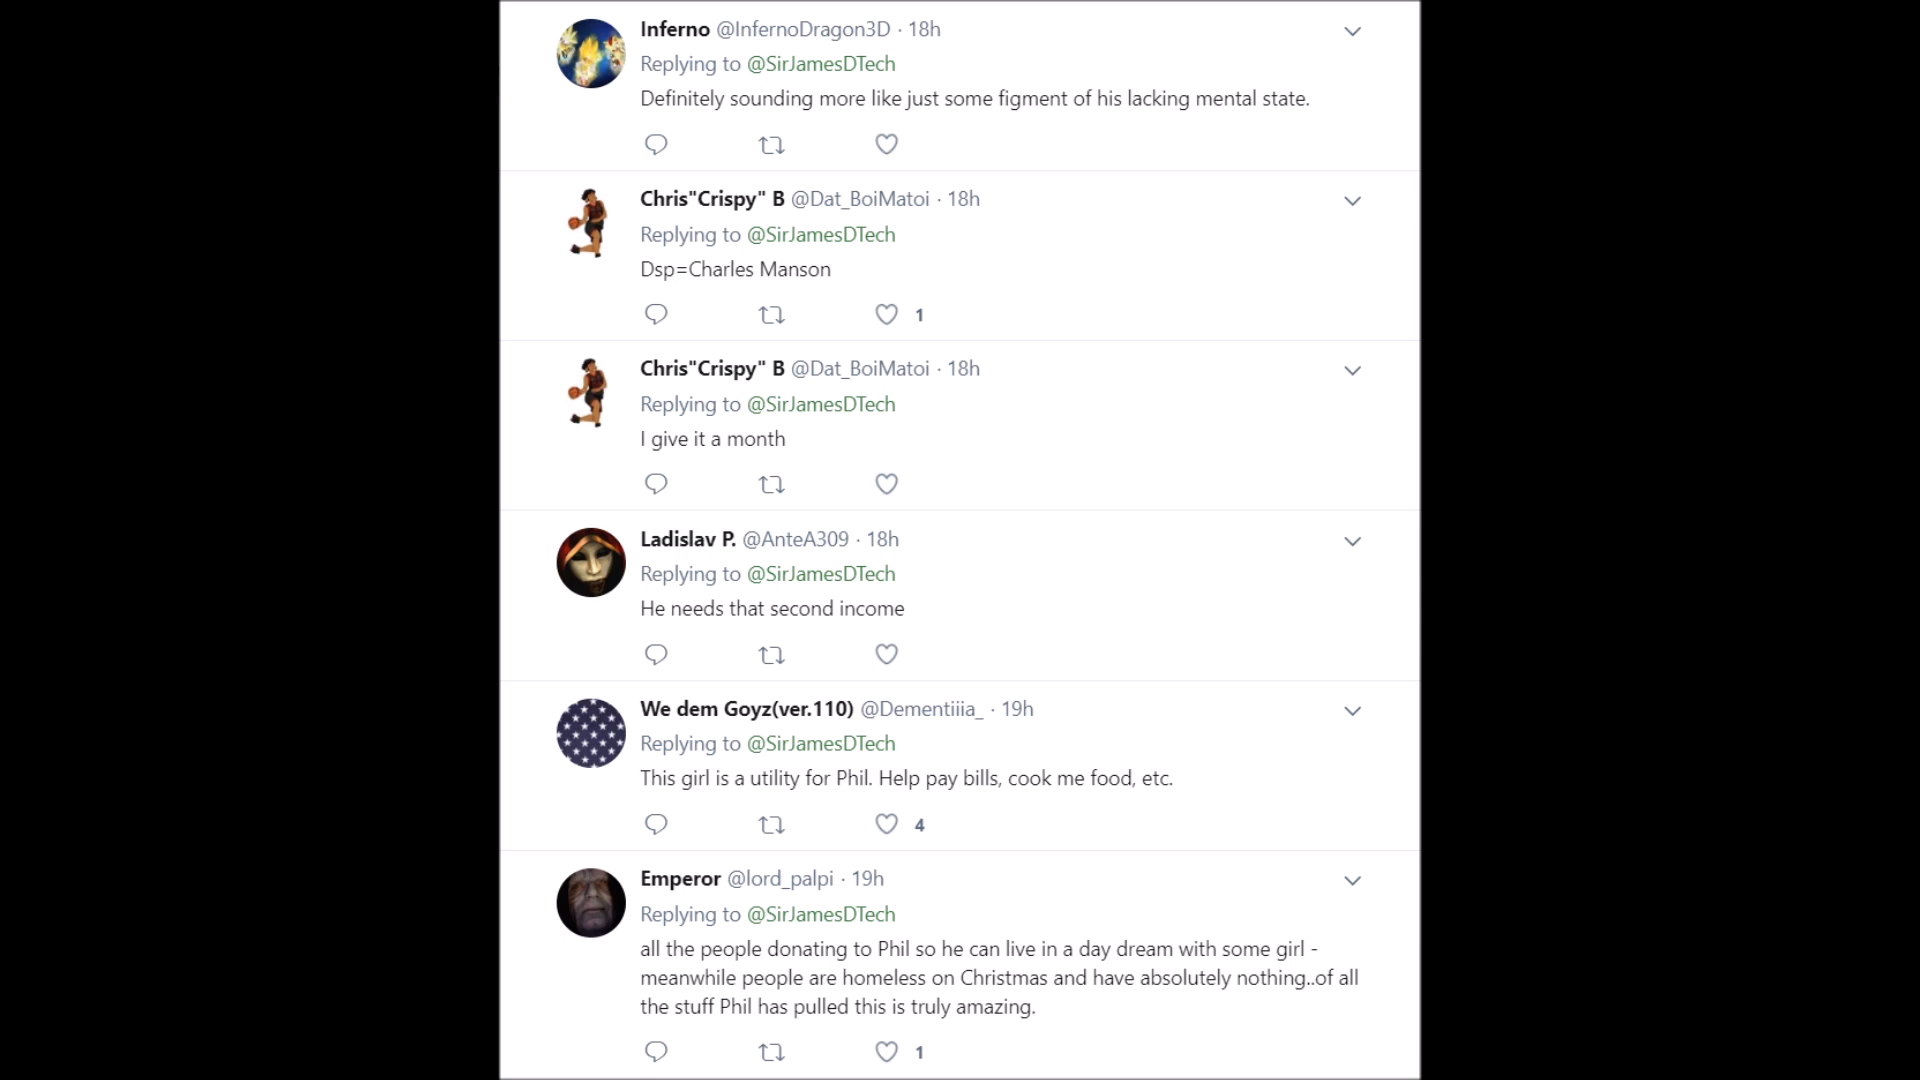 Inferno @InfernoDragon3D · 18h
Replying to @SirJamesDTech
Definitely sounding more like just some figment of his lacking mental state.
Chris"Crispy" B @Dat_BoiMatoi · 18h
Replying to @SirJamesDTech
Dsp=Charles Manson
1
Chris"Crispy" B @Dat_BoiMatoi · 18h
Replying to @SirJamesDTech
I give it a month
Ladislav P. @AnteA309 · 18h
Replying to @SirJamesDTech
He needs that second income
We dem Goyz(ver.110) @Dementiiia_ · 19h
Replying to @SirJamesDTech
This girl is a utility for Phil. Help pay bills, cook me food, etc.
4
Emperor @lord_palpi · 19h
Replying to @SirJamesDTech
all the people donating to Phil so he can live in a day dream with some girl -
meanwhile people are homeless on Christmas and have absolutely nothing..of all
the stuff Phil has pulled this is truly amazing.
1